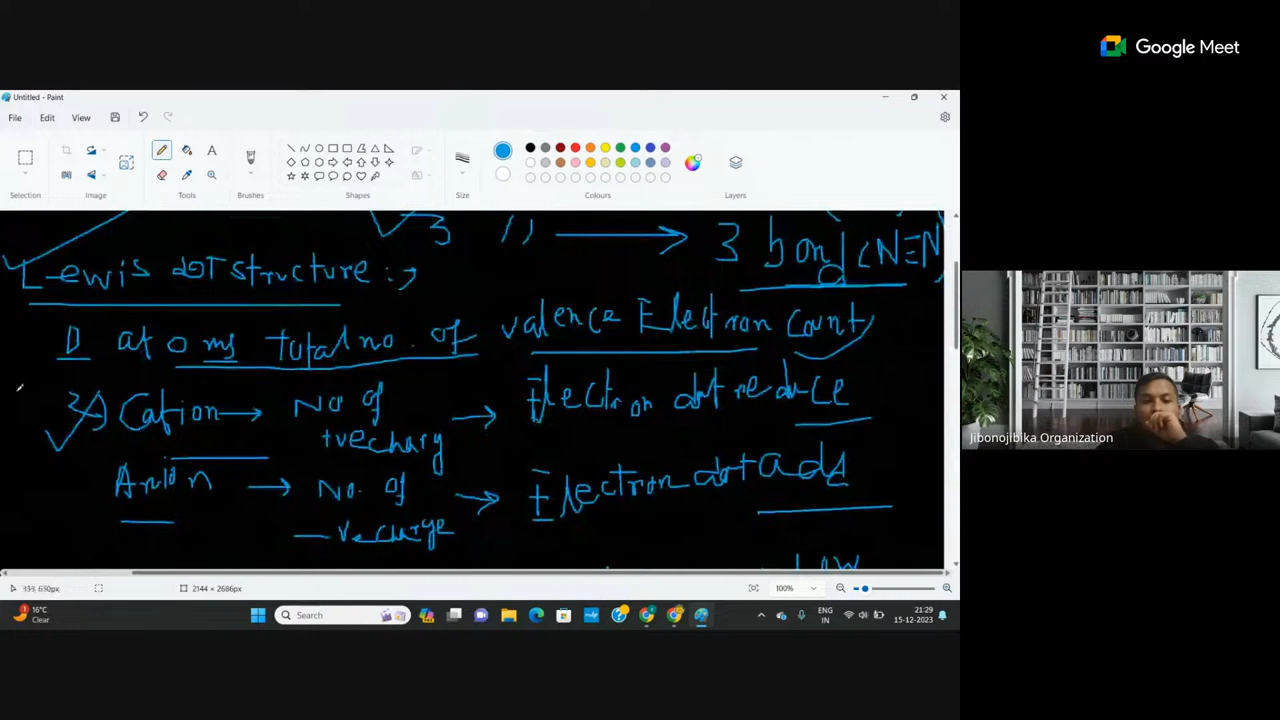 Google Meet
Untitled - Paint
File Edit View
Selection Image Tools Brushes Shapes Size Colours Layers
3 11 → 3 bond (N≡N)
Lewis dot structure :→
1) atoms total no. of valence Electron count
2) Cation → No of +ve charg → Electron dot reduce
Anion → No. of -ve charge → Electron dot add
Low
Jibonojibika Organization
2144 × 2686px
100%
16°C
Clear
Search
ENG
IN
21:29
15-12-2023